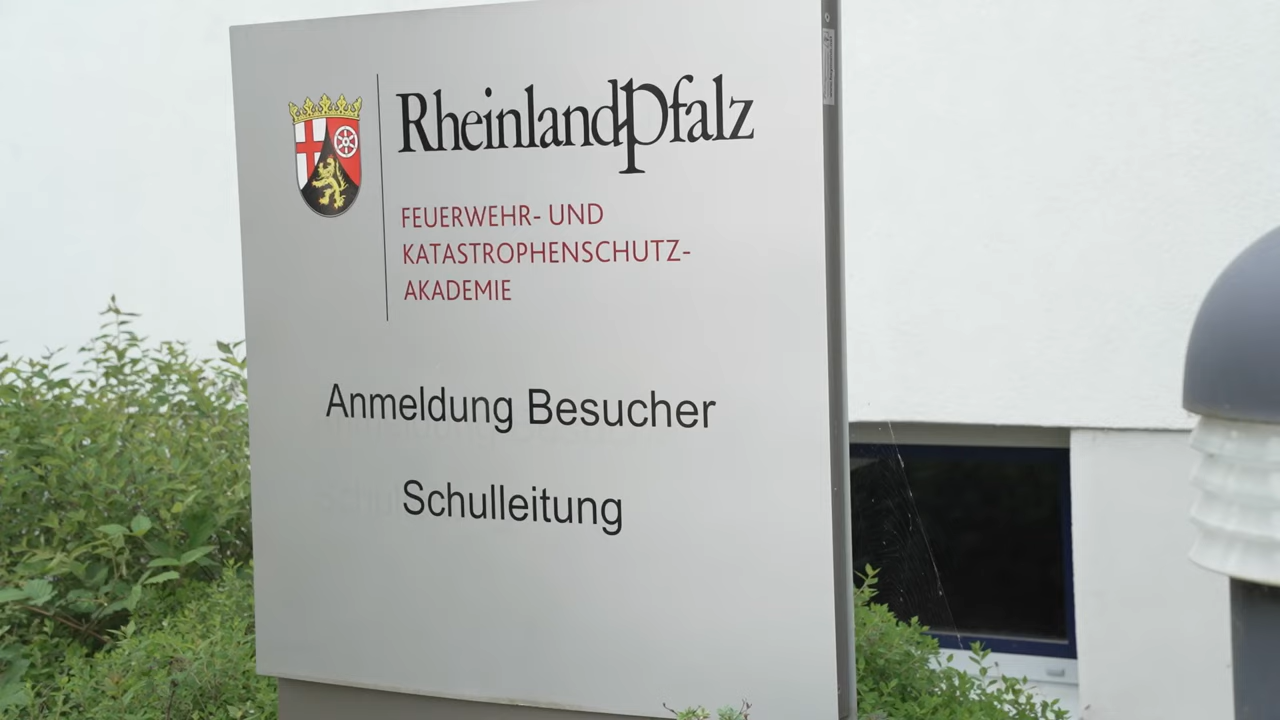 RheinlandPfalz
FEUERWEHR- UND
KATASTROPHENSCHUTZ-
AKADEMIE
Anmeldung Besucher
Schulleitung